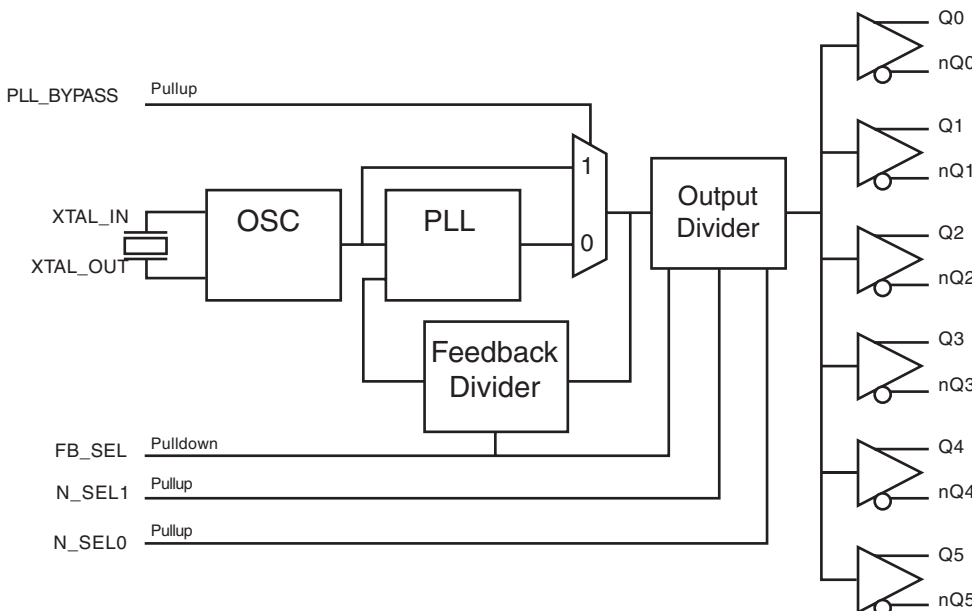 Q0
nQ0
PLL_BYPASS Pullup
Q1
nQ1
1
XTAL_IN
OSC
PLL
Output
Divider
0
XTAL_OUT
Q2
nQ2
Feedback
Divider
Q3
nQ3
FB_SEL Pulldown
Q4
N_SEL1 Pullup
nQ4
N_SEL0 Pullup
Q5
nQ5